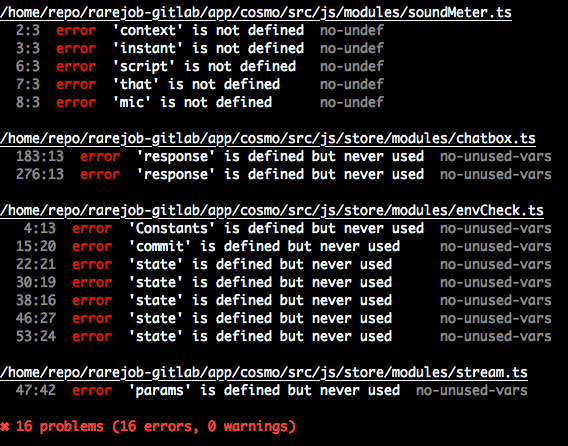 /home/repo/rarejob-gitlab/app/cosmo/src/js/modules/soundMeter.ts
2:3 error 'context' is not defined no-undef
3:3 error 'instant' is not defined no-undef
6:3 error 'script' is not defined no-undef
7:3 error 'that' is not defined no-undef
8:3 error 'mic' is not defined no-undef
/home/repo/rarejob-gitlab/app/cosmo/src/js/store/modules/chatbox.ts
183:13 error 'response' is defined but never used no-unused-vars
276:13 error 'response' is defined but never used no-unused-vars
/home/repo/rarejob-gitlab/app/cosmo/src/js/store/modules/envCheck.ts
4:13 error 'Constants' is defined but never used no-unused-vars
15:20 error 'commit' is defined but never used no-unused-vars
22:21 error 'state' is defined but never used no-unused-vars
30:19 error 'state' is defined but never used no-unused-vars
38:16 error 'state' is defined but never used no-unused-vars
46:27 error 'state' is defined but never used no-unused-vars
53:24 error 'state' is defined but never used no-unused-vars
/home/repo/rarejob-gitlab/app/cosmo/src/js/store/modules/stream.ts
47:42 error 'params' is defined but never used no-unused-vars
✖ 16 problems (16 errors, 0 warnings)